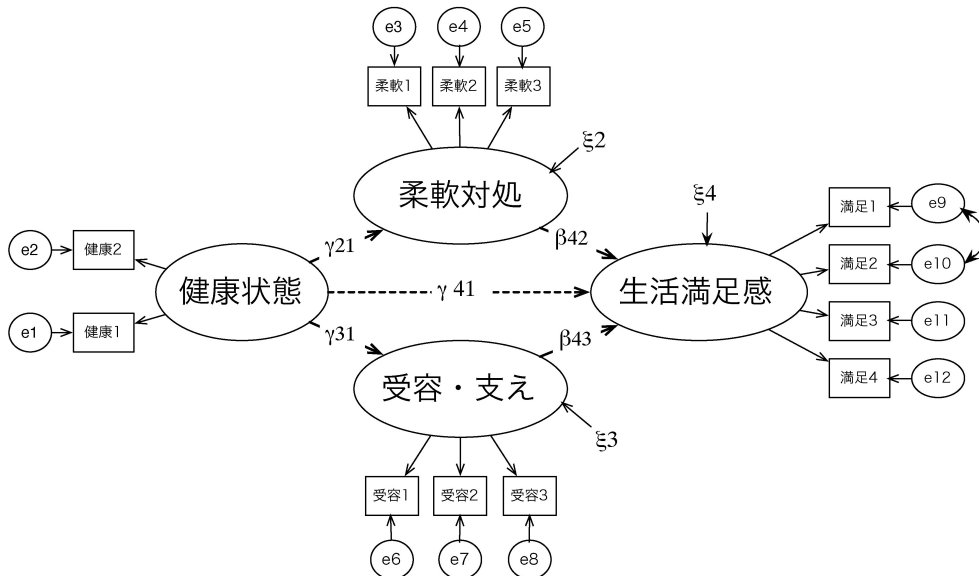 e3
e4
e5
柔軟1
柔軟2
柔軟3
ξ2
柔軟対処
ξ4
満足1
e9
e2
健康2
γ21
β42
満足2
e10
健康状態
γ 41
生活満足感
e1
健康1
γ31
β43
満足3
e11
受容・支え
満足4
e12
ξ3
受容1
受容2
受容3
e6
e7
e8